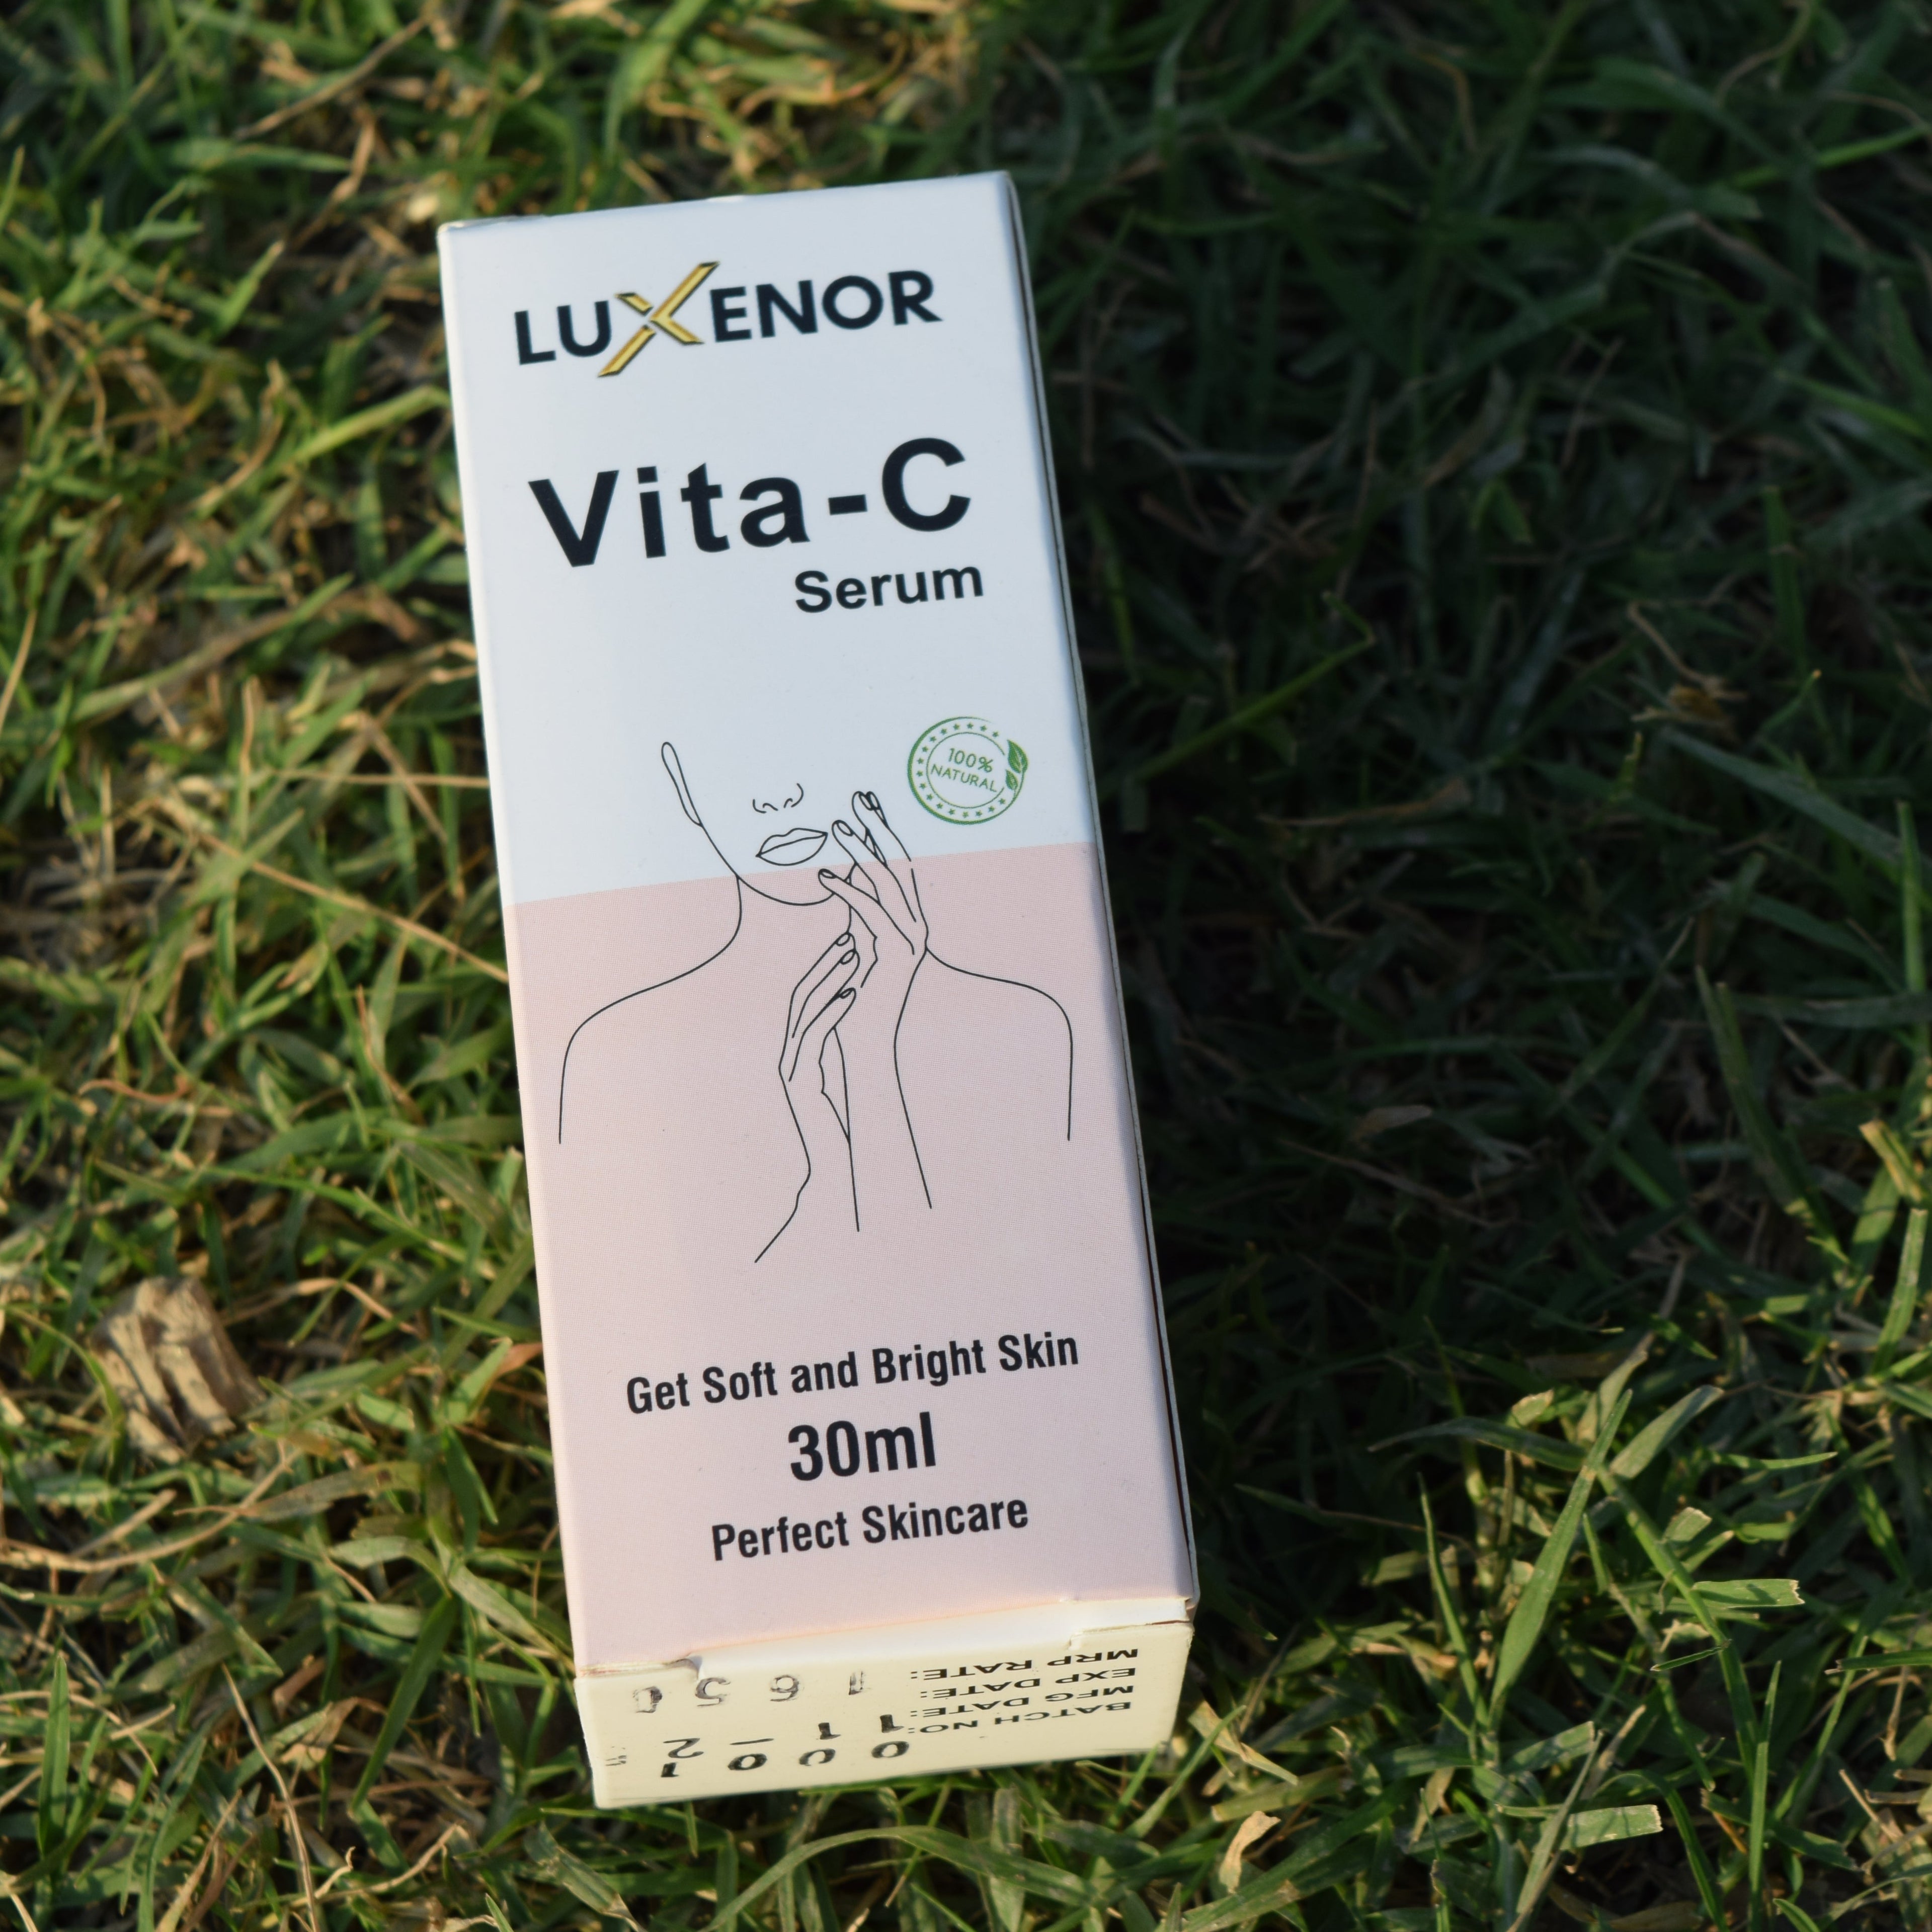 LUXENOR
Vita-C
Serum
100%
NATURAL
Get Soft and Bright Skin
30ml
Perfect Skincare
BATCH NO:
MFG DATE:
EXP DATE:
MRP RATE:
1650